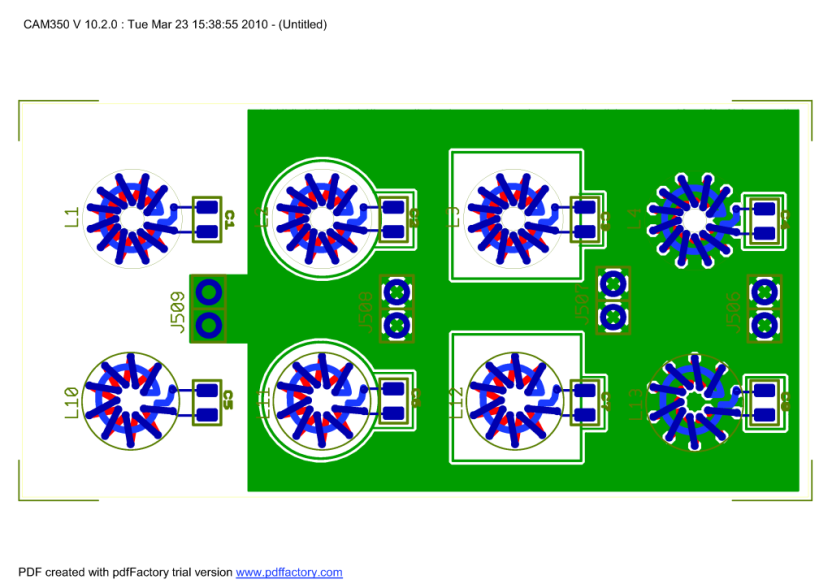 CAM350 V 10.2.0 : Tue Mar 23 15:38:55 2010 - (Untitled)
L1
C1
L3
L4
J509
J508
J507
J506
L10
C5
L11
L12
L13
PDF created with pdfFactory trial version www.pdffactory.com